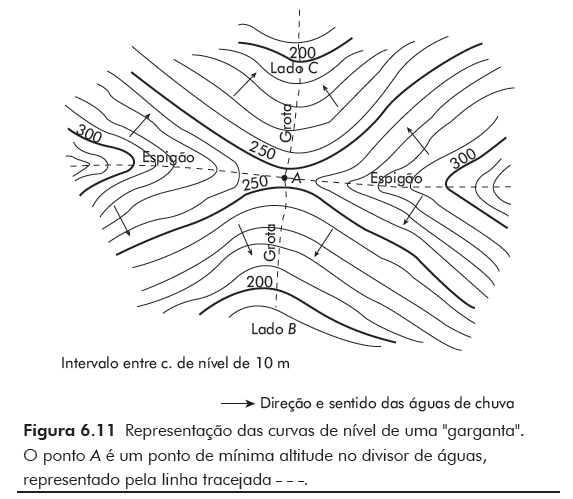 200
Lado C
Grota
300
Espigão
250
300
250
A
Espigão
Grota
200
Lado B
Intervalo entre c. de nível de 10 m
Direção e sentido das águas de chuva
Figura 6.11 Representação das curvas de nível de uma "garganta".
O ponto A é um ponto de mínima altitude no divisor de águas,
representado pela linha tracejada – – –.